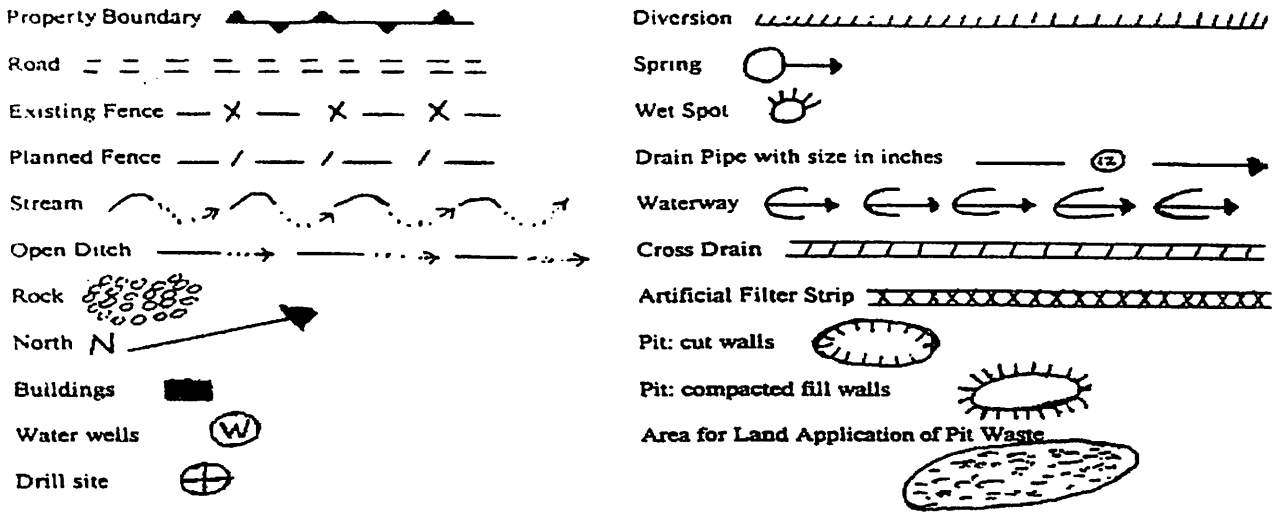 Property Boundary
Road
Existing Fence
Planned Fence
Stream
Open Ditch
Rock
North N
Buildings
Water wells W
Drill site
Diversion
Spring
Wet Spot
Drain Pipe with size in inches 12
Waterway
Cross Drain
Artificial Filter Strip
Pit: cut walls
Pit: compacted fill walls
Area for Land Application of Pit Waste